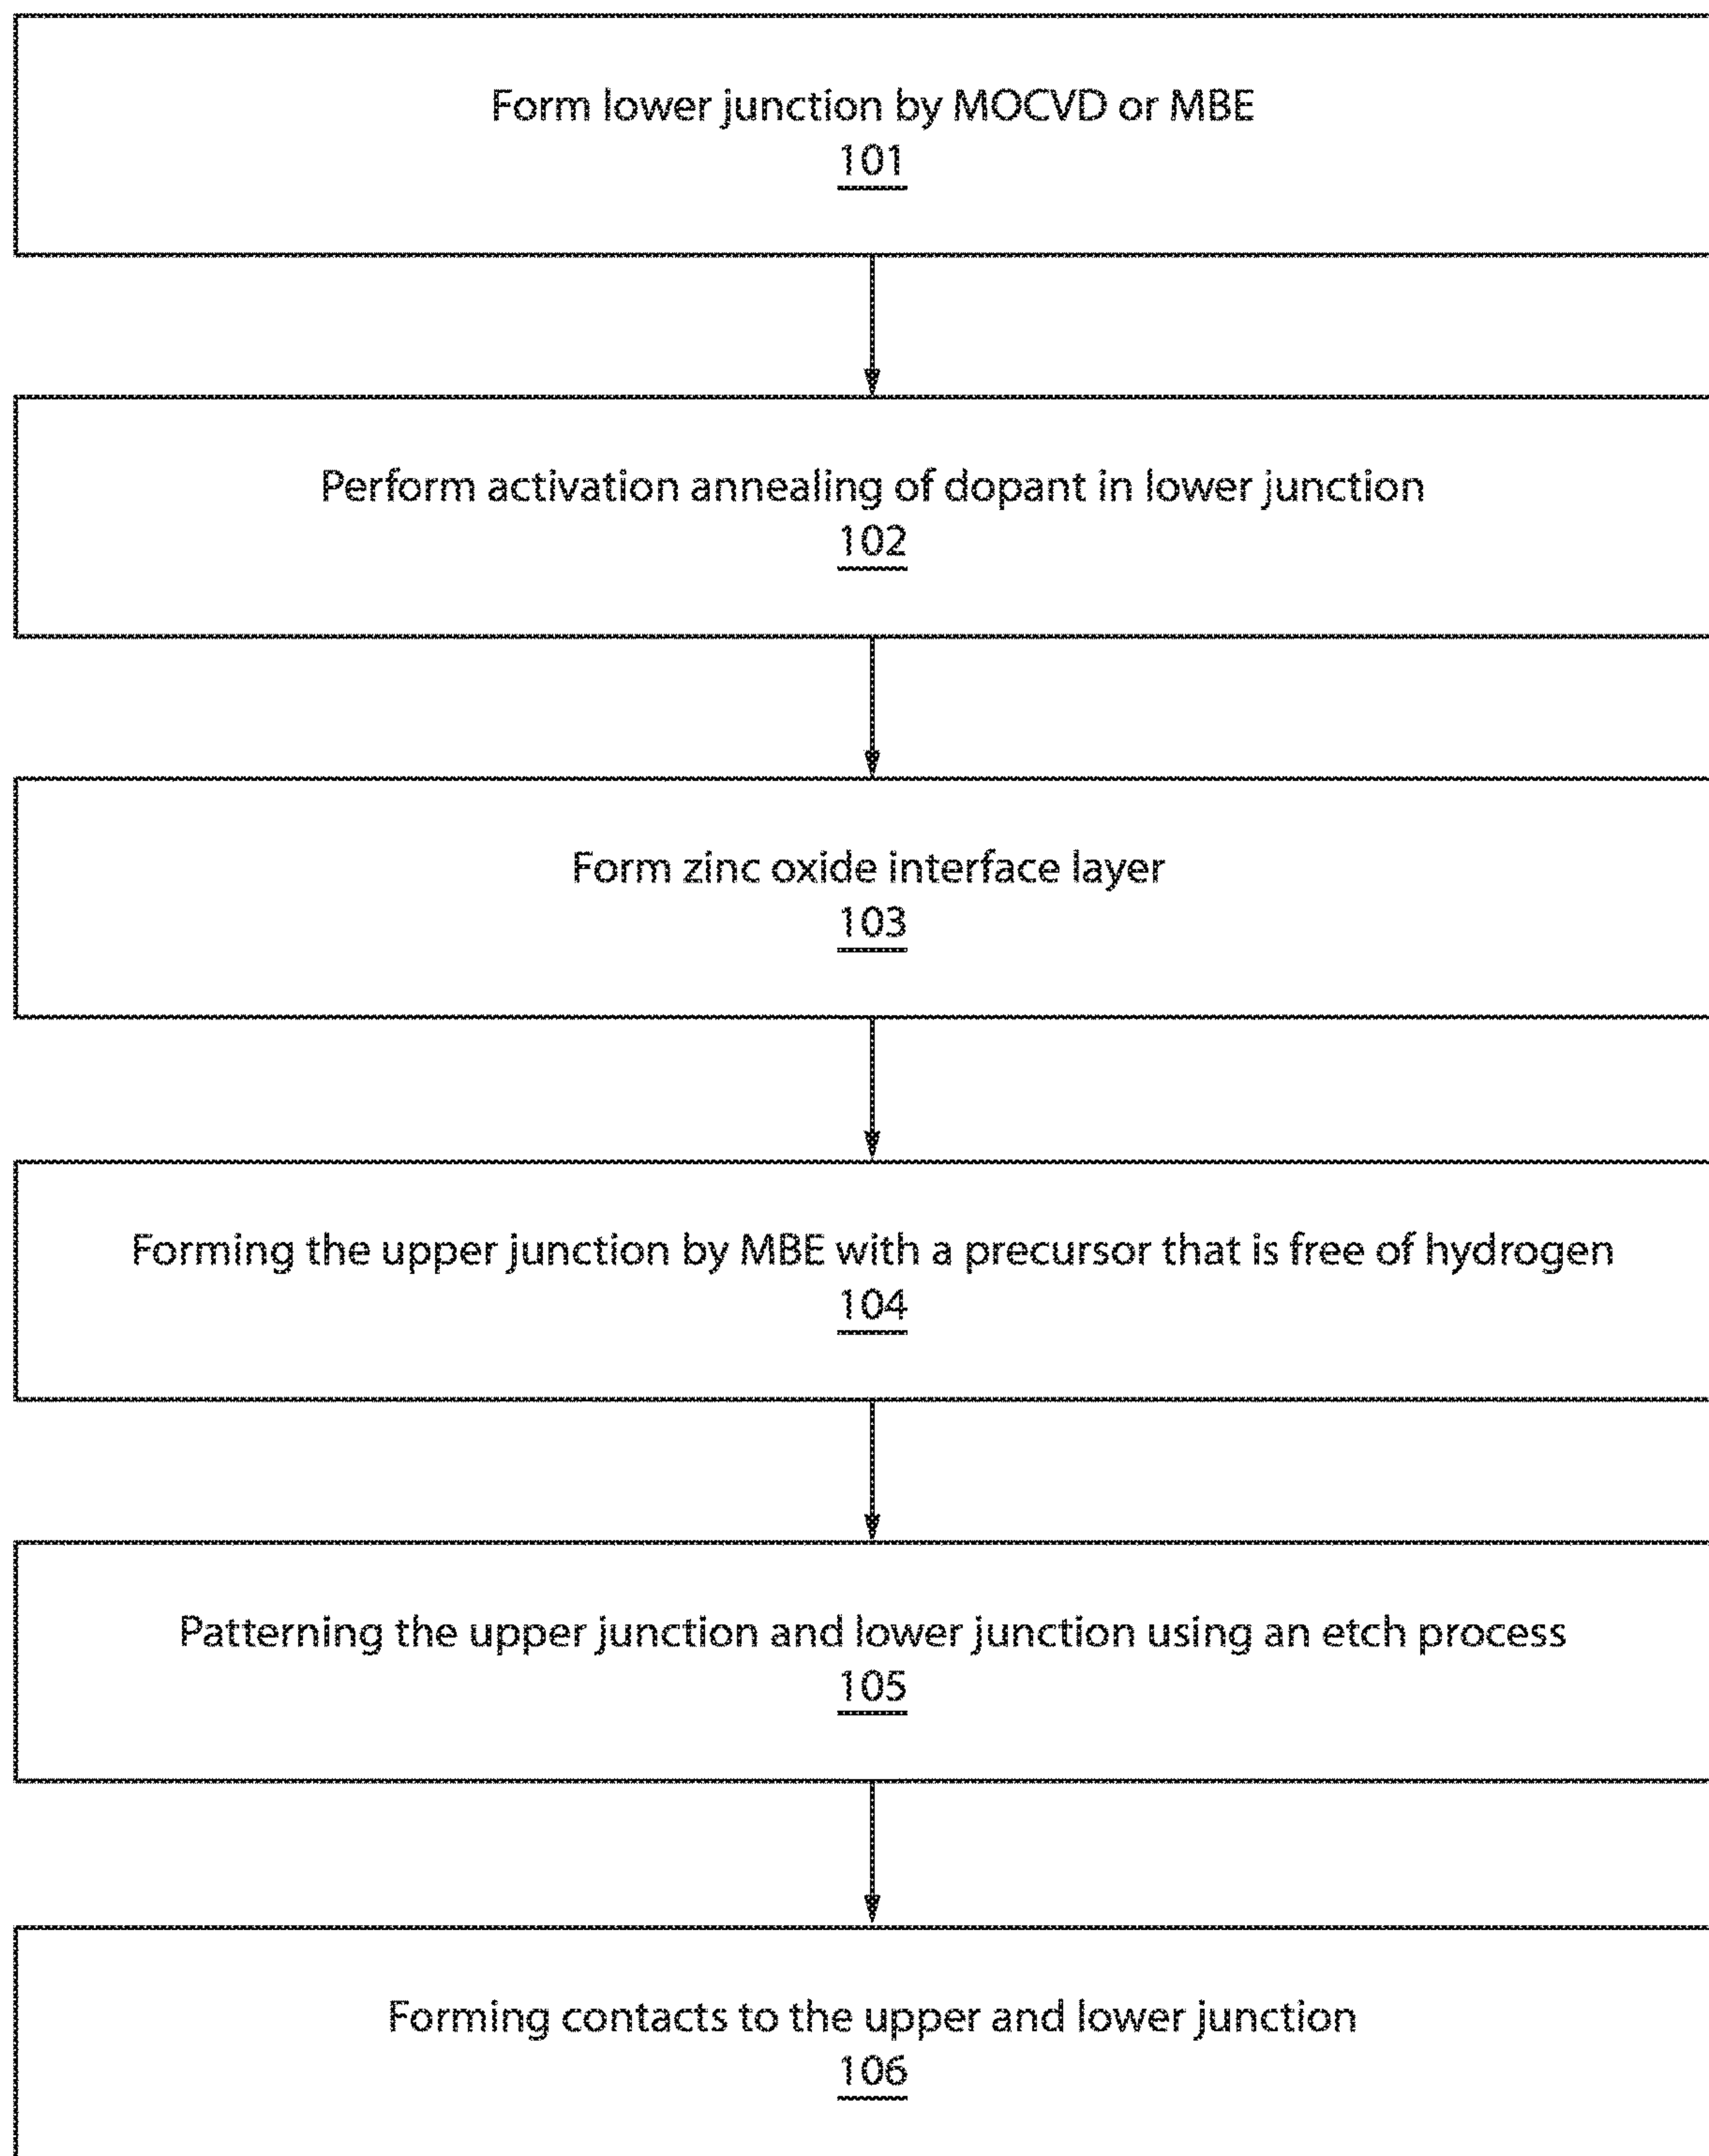 Form lower junction by MOCVD or MBE
101
Perform activation annealing of dopant in lower junction
102
Form zinc oxide interface layer
103
Forming the upper junction by MBE with a precursor that is free of hydrogen
104
Patterning the upper junction and lower junction using an etch process
105
Forming contacts to the upper and lower junction
106